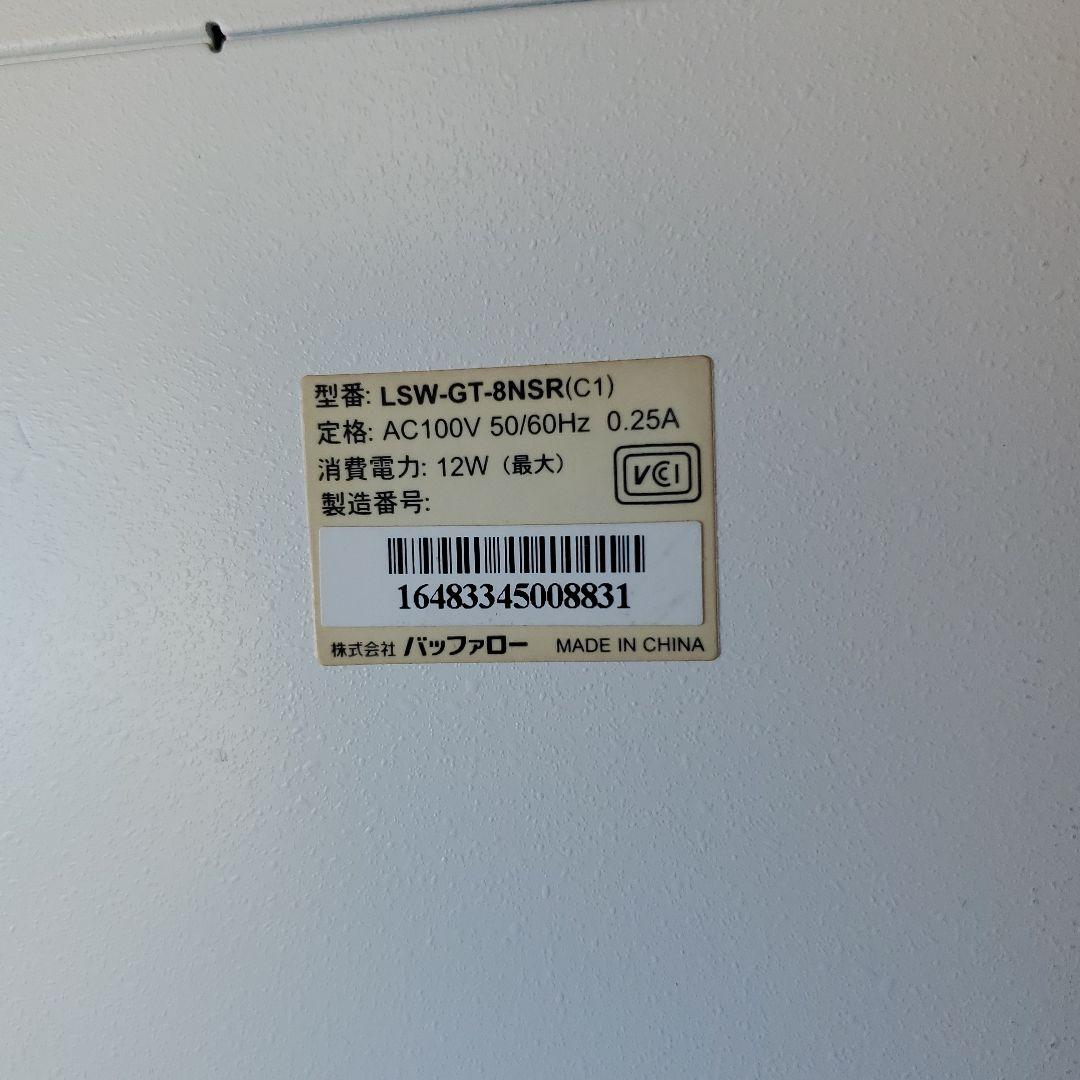 型番: LSW-GT-8NSR(C1)
定格: AC100V 50/60Hz 0.25A
消費電力: 12W（最大）
VCCI
製造番号:
16483345008831
株式会社 バッファロー MADE IN CHINA